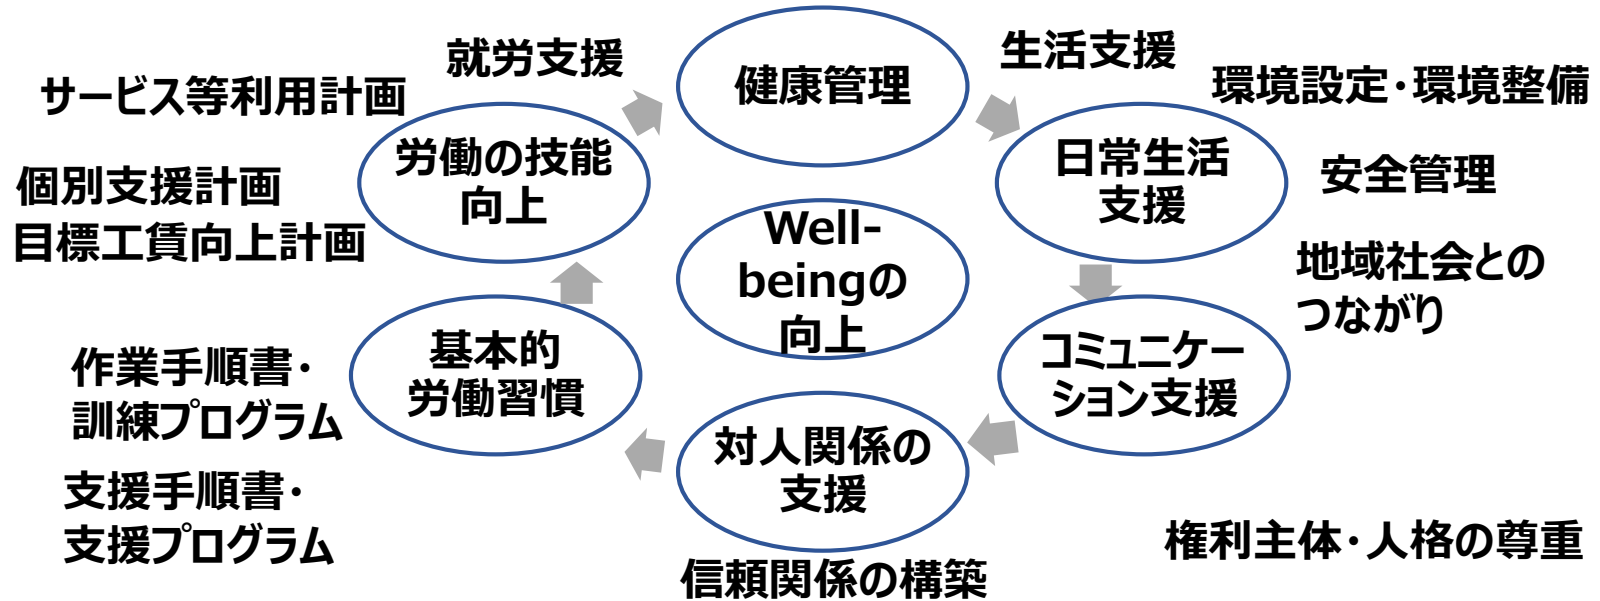 就労支援
健康管理
生活支援
サービス等利用計画
環境設定・環境整備
労働の技能
向上
日常生活
支援
安全管理
個別支援計画
目標工賃向上計画
Well-
beingの
向上
地域社会との
つながり
基本的
労働習慣
コミュニケー
ション支援
作業手順書・
訓練プログラム
対人関係の
支援
支援手順書・
支援プログラム
権利主体・人格の尊重
信頼関係の構築